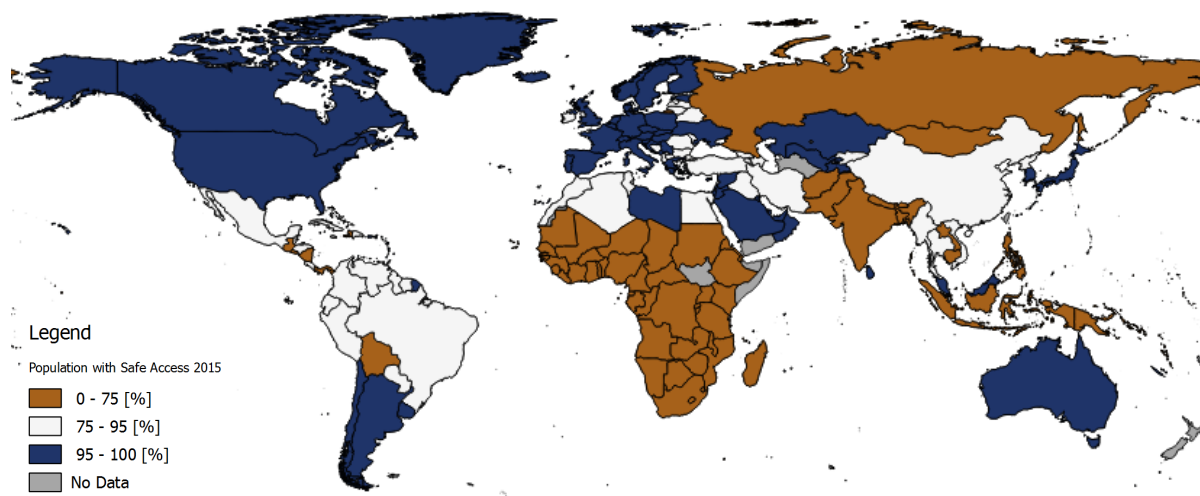 Legend
Population with Safe Access 2015
0 - 75 [%]
75 - 95 [%]
95 - 100 [%]
No Data